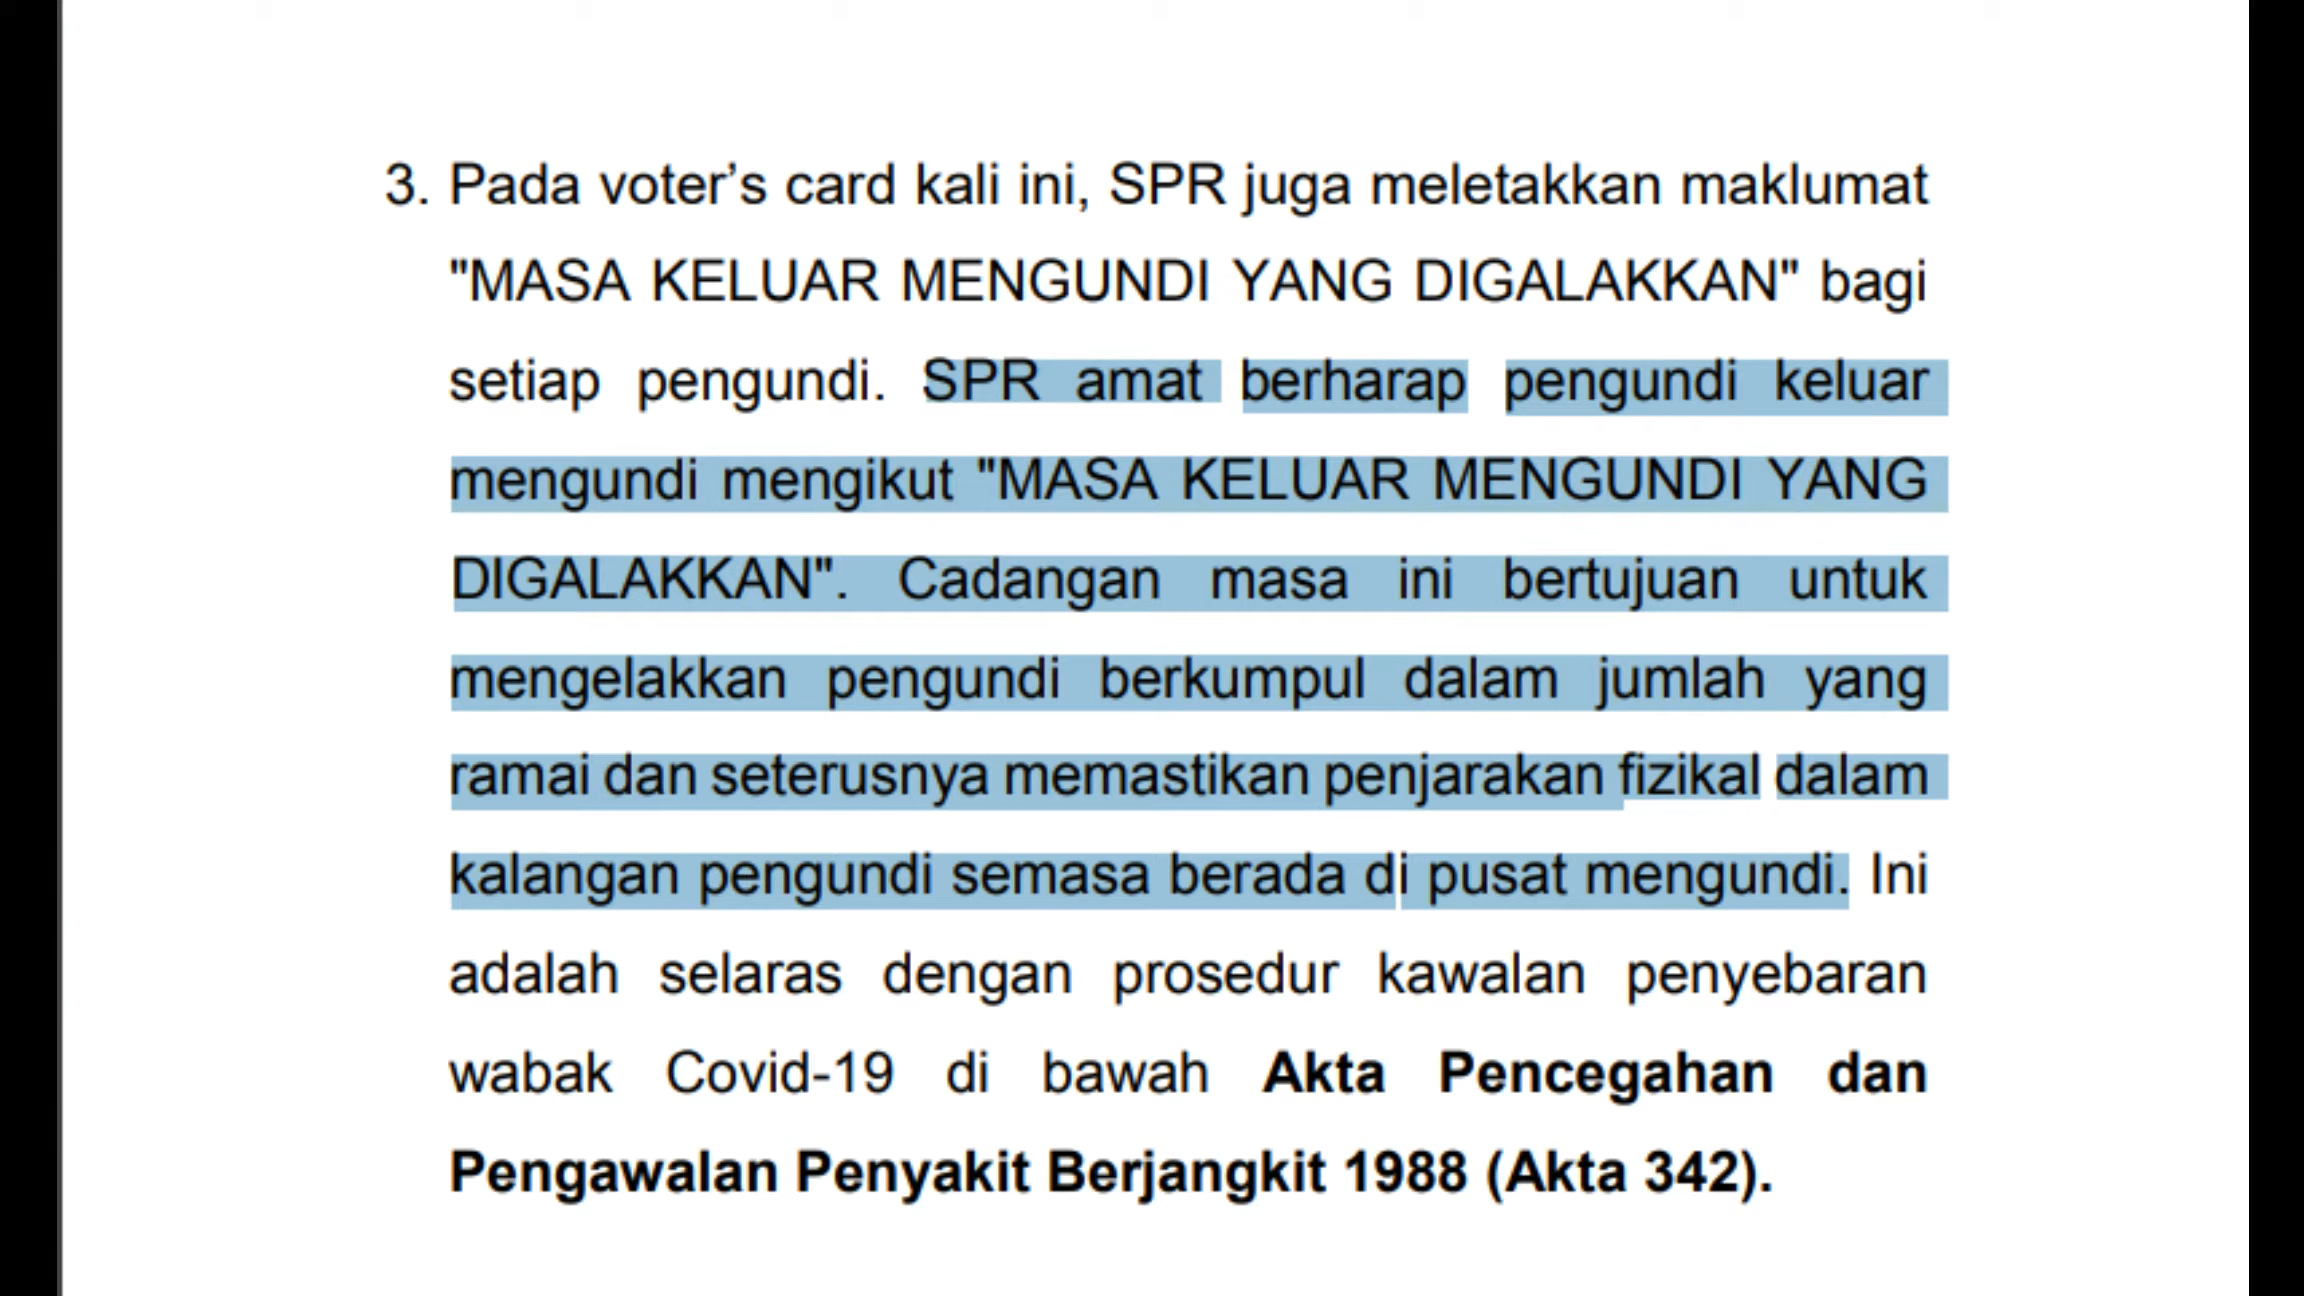 3. Pada voter’s card kali ini, SPR juga meletakkan maklumat
"MASA KELUAR MENGUNDI YANG DIGALAKKAN" bagi
setiap pengundi. SPR amat berharap pengundi keluar
mengundi mengikut "MASA KELUAR MENGUNDI YANG
DIGALAKKAN". Cadangan masa ini bertujuan untuk
mengelakkan pengundi berkumpul dalam jumlah yang
ramai dan seterusnya memastikan penjarakan fizikal dalam
kalangan pengundi semasa berada di pusat mengundi. Ini
adalah selaras dengan prosedur kawalan penyebaran
wabak Covid-19 di bawah Akta Pencegahan dan
Pengawalan Penyakit Berjangkit 1988 (Akta 342).